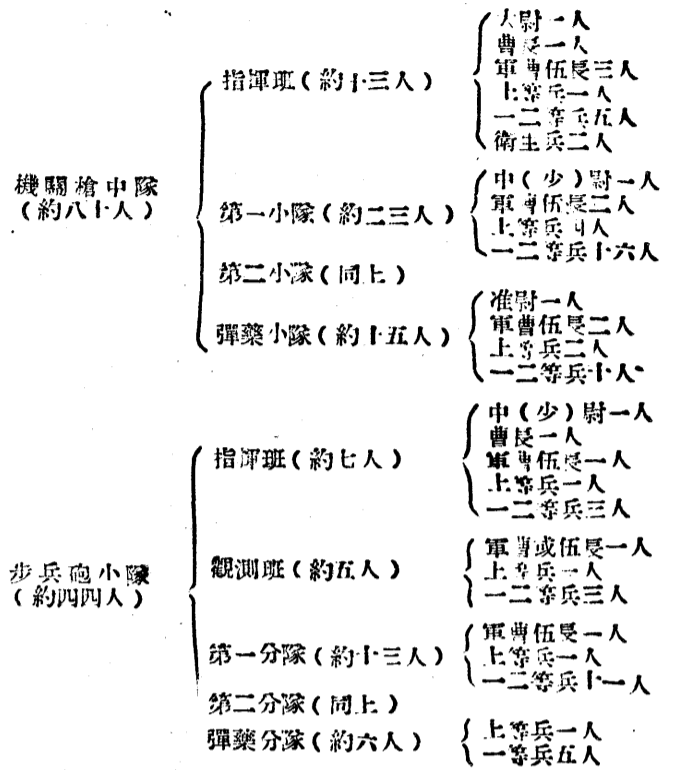 機關槍中隊
(約八十人)
指揮班(約十三人)
大尉一人
曹長一人
軍曹伍長三人
上等兵一人
一二等兵五人
衛生兵二人
第一小隊(約二三人)
中(少)尉一人
軍曹伍長二人
上等兵四人
一二等兵十六人
第二小隊(同上)
彈藥小隊(約十五人)
准尉一人
軍曹伍長二人
上等兵二人
一二等兵十人
步兵砲小隊
(約四四人)
指揮班(約七人)
中(少)尉一人
曹長一人
軍曹伍長一人
上等兵一人
一二等兵三人
觀測班(約五人)
軍曹或伍長一人
上等兵一人
一二等兵三人
第一分隊(約十三人)
軍曹伍長一人
上等兵一人
一二等兵十一人
第二分隊(同上)
彈藥分隊(約六人)
上等兵一人
一等兵五人